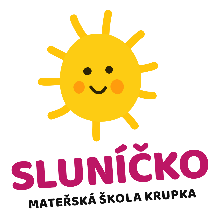 SLUNÍČKO
MATEŘSKÁ ŠKOLA KRUPKA